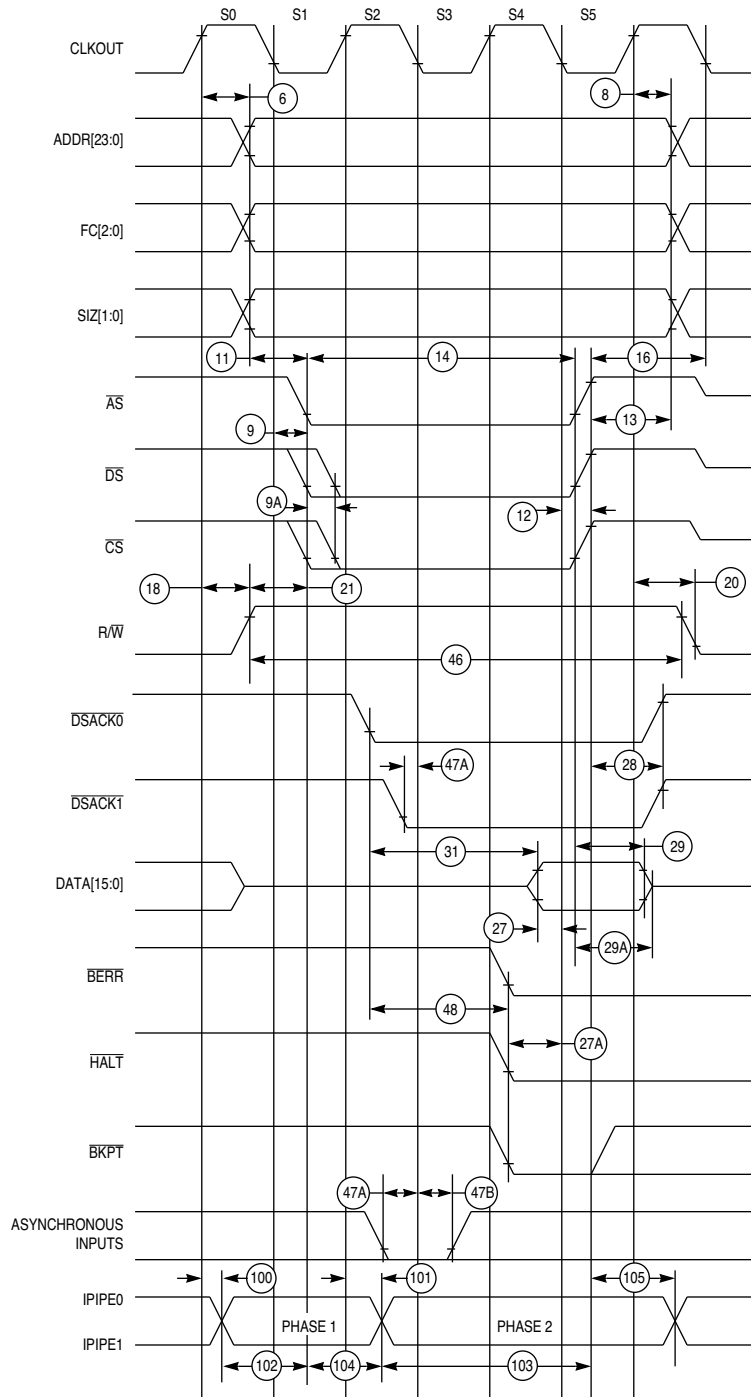 S0 S1 S2 S3 S4 S5
CLKOUT
6 8
ADDR[23:0]
FC[2:0]
SIZ[1:0]
11 14 16
AS
13
9
DS
9A 12
CS
18 21 20
R/W
46
DSACK0
47A 28
DSACK1
31 29
DATA[15:0]
27 29A
BERR
48
27A
HALT
BKPT
47A 47B
ASYNCHRONOUS
INPUTS
100 101 105
IPIPE0
PHASE 1 PHASE 2
IPIPE1
102 104 103